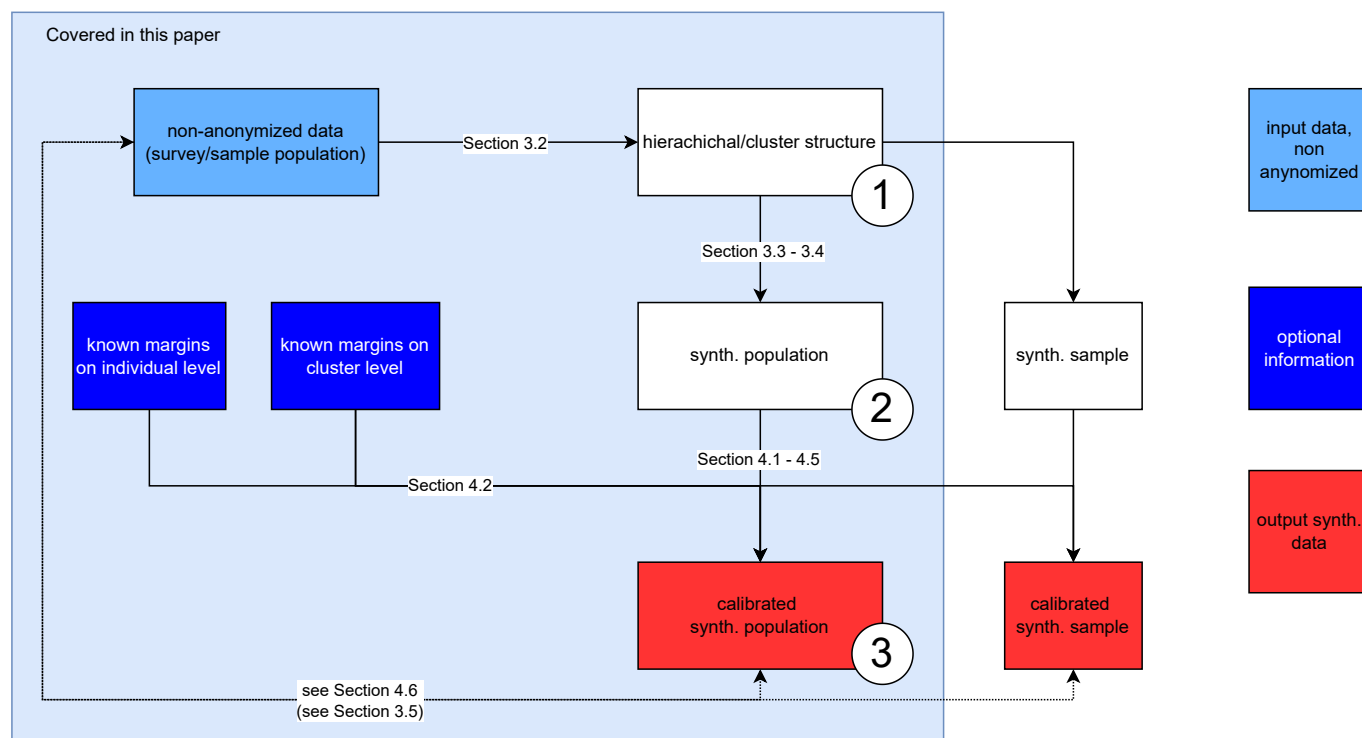 Covered in this paper
non-anonymized data
(survey/sample population)
Section 3.2
hierachichal/cluster structure
1
input data,
non
anynomized
Section 3.3 - 3.4
known margins
on individual level
known margins on
cluster level
synth. population
2
synth. sample
optional
information
Section 4.1 - 4.5
Section 4.2
output synth.
data
calibrated
synth. population
3
calibrated
synth. sample
see Section 4.6
(see Section 3.5)